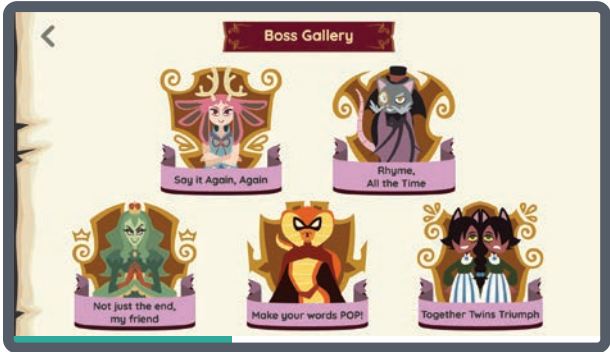 Boss Gallery
Say it Again, Again
Rhyme,
All the Time
Not just the end,
my friend
Make your words POP!
Together Twins Triumph